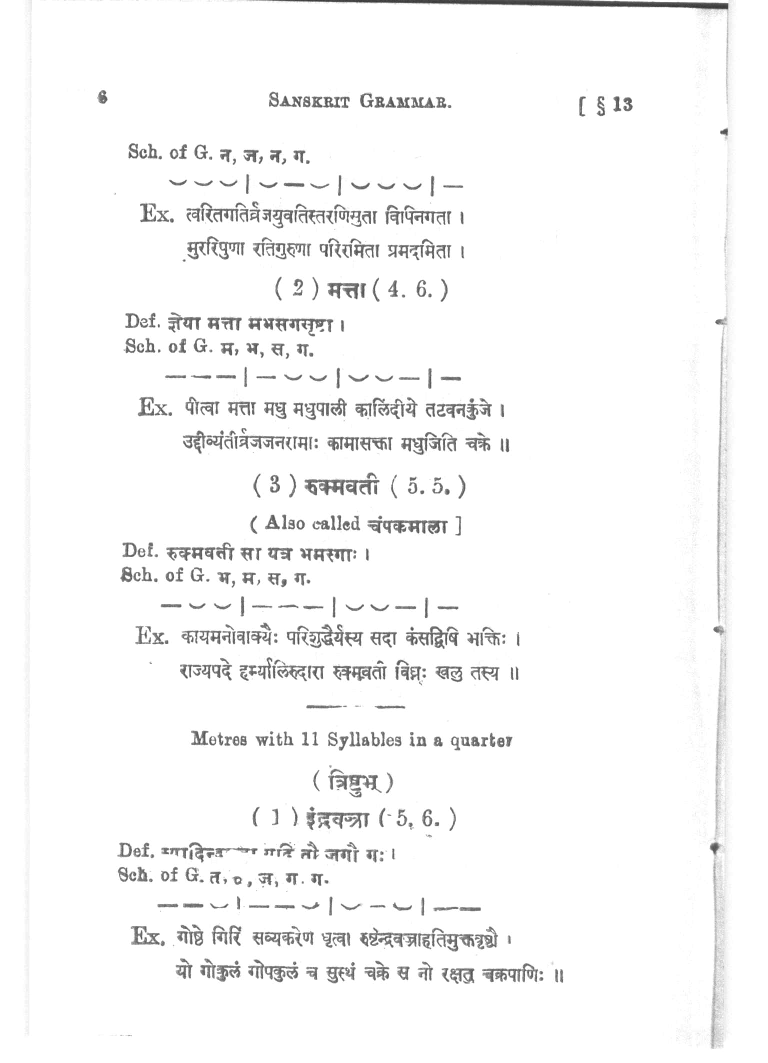 6 SANSKRIT GRAMMAR. [ § 13
Sch. of G. न, ज, न, ग.
⏑ ⏑ ⏑ | ⏑ — ⏑ | ⏑ ⏑ ⏑ | —
Ex. त्वरितगतिर्व्रजयुवतिस्तरणिसुता विपिनगता ।
मुररिपुणा रतिगुरुणा परिरमिता प्रमदमिता ।
( 2 ) मत्ता ( 4. 6. )
Def. ज्ञेया मत्ता मभसगसृष्टा ।
Sch. of G. म, भ, स, ग.
— — — | — ⏑ ⏑ | ⏑ ⏑ — | —
Ex. पीत्वा मत्ता मधु मधुपाली कालिंदीये तटवनकुंजे ।
उद्दीव्यंतीर्व्रजजनरामाः कामासक्ता मधुजिति चक्रे ॥
( 3 ) रुक्मवती ( 5. 5. )
( Also called चंपकमाला ]
Def. रुक्मवती सा यत्र भमसगाः ।
Sch. of G. भ, म, स, ग.
— ⏑ ⏑ | — — — | ⏑ ⏑ — | —
Ex. कायमनोवाक्यैः परिशुद्धैर्यस्य सदा कंसद्विषि भक्तिः ।
राज्यपदे हर्म्यालिरुदारा रुक्मवती विघ्नः खलु तस्य ॥
Metres with 11 Syllables in a quarter
( त्रिष्टुभ् )
( 1 ) इंद्रवज्रा ( 5, 6. )
Def. तौ जगौ गः ।
Sch. of G. त, ज, ग. ग.
— — ⏑ | — — ⏑ | ⏑ — ⏑ | — —
Ex. गोष्ठे गिरिं सव्यकरेण धृत्वा रुष्टेन्द्रवज्राहतिमुक्तवृष्टौ ।
यो गोकुलं गोपकुलं च सुस्थं चक्रे स नो रक्षतु चक्रपाणिः ॥